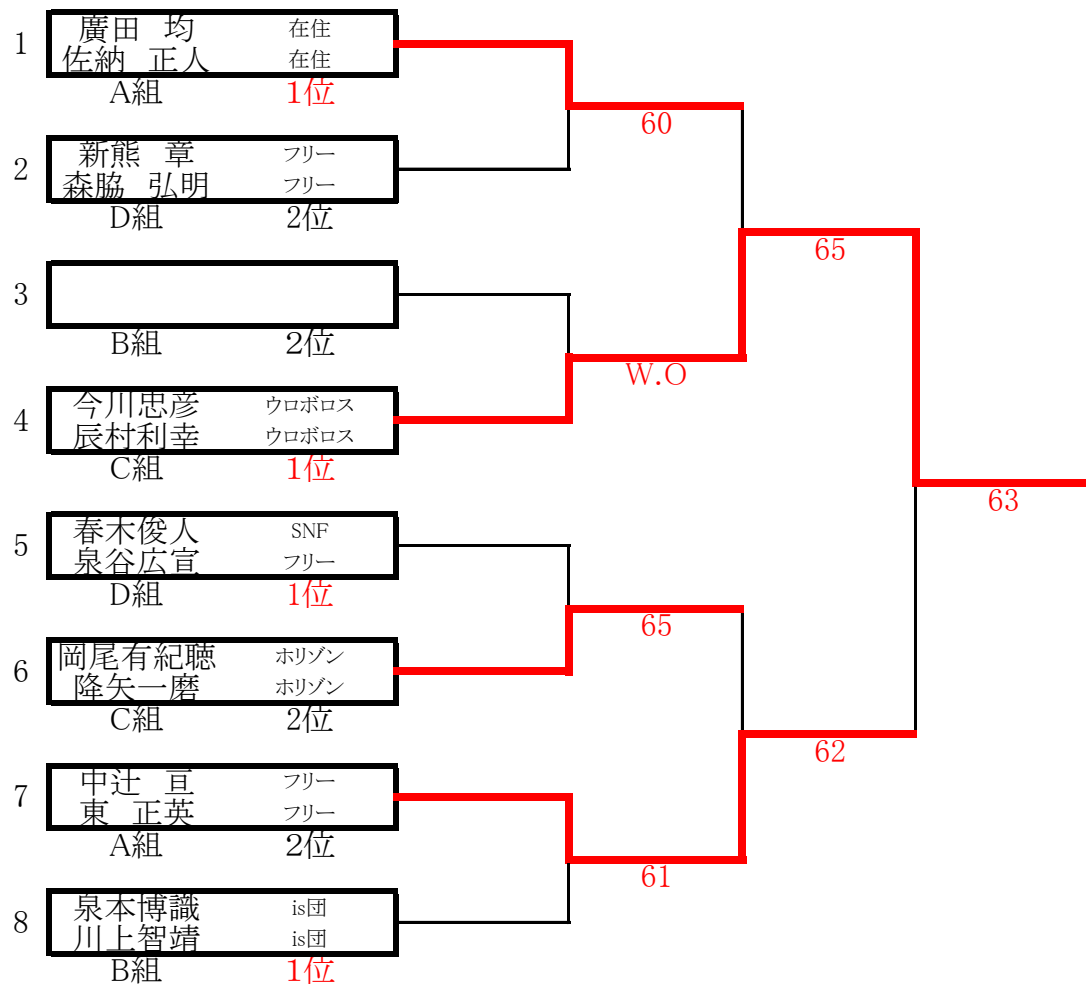 廣田 均 在住
1
佐納 正人 在住
A組 1位
60
新熊 章 フリー
2
森脇 弘明 フリー
D組 2位
65
3
B組 2位
W.O
今川忠彦 ウロボロス
4
辰村利幸 ウロボロス
C組 1位
63
春木俊人 SNF
5
泉谷広宣 フリー
D組 1位
65
岡尾有紀聴 ホリゾン
6
降矢一磨 ホリゾン
C組 2位
62
中辻 亘 フリー
7
東 正英 フリー
A組 2位
61
泉本博識 is団
8
川上智靖 is団
B組 1位